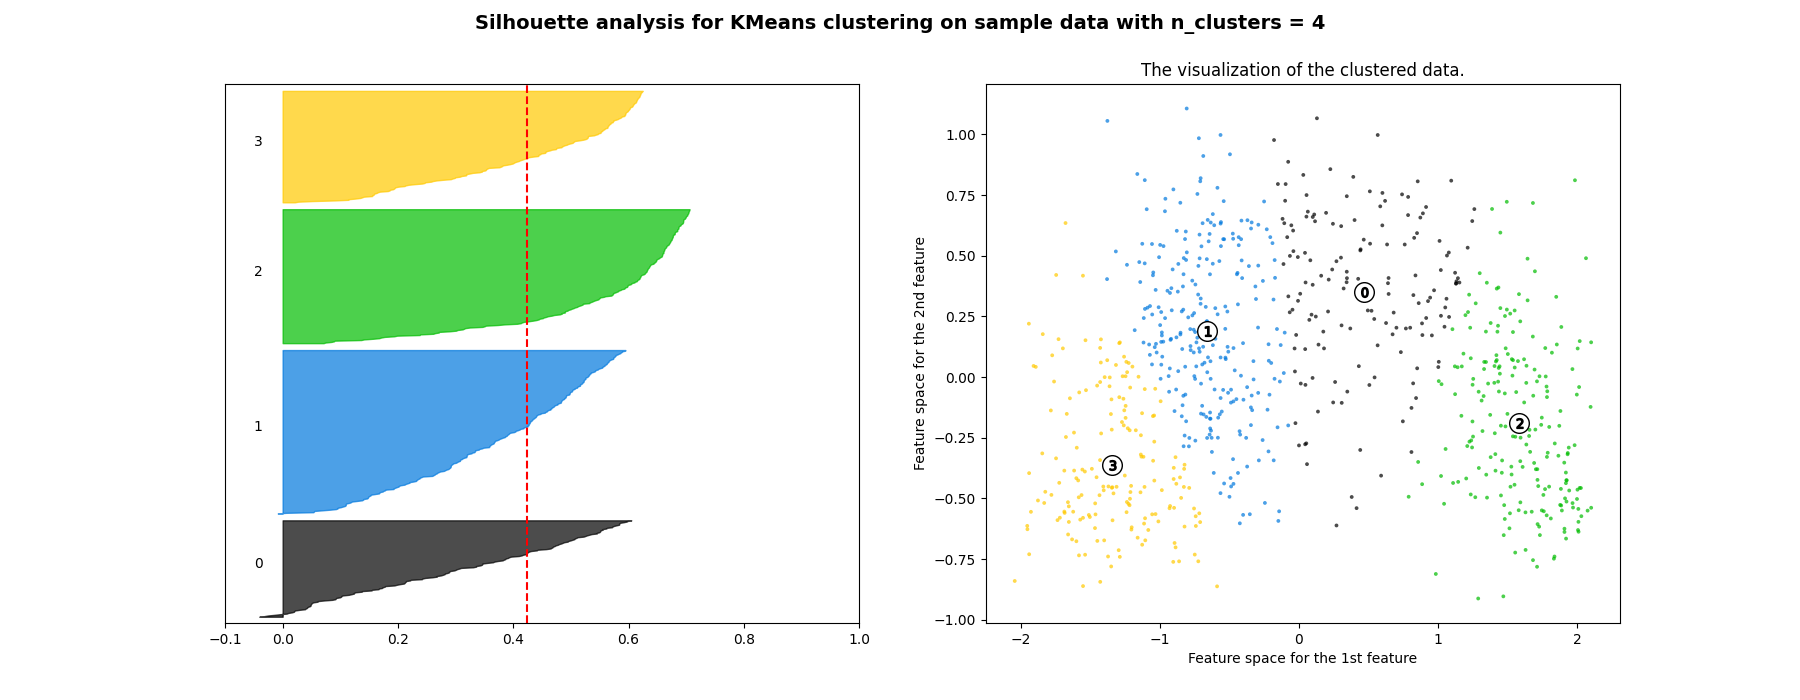 Silhouette analysis for KMeans clustering on sample data with n_clusters = 4
3
2
1
0
−0.1 0.0 0.2 0.4 0.6 0.8 1.0
The visualization of the clustered data.
Feature space for the 2nd feature
1.00
0.75
0.50
0.25
0.00
−0.25
−0.50
−0.75
−1.00
0
1
2
3
−2 −1 0 1 2
Feature space for the 1st feature